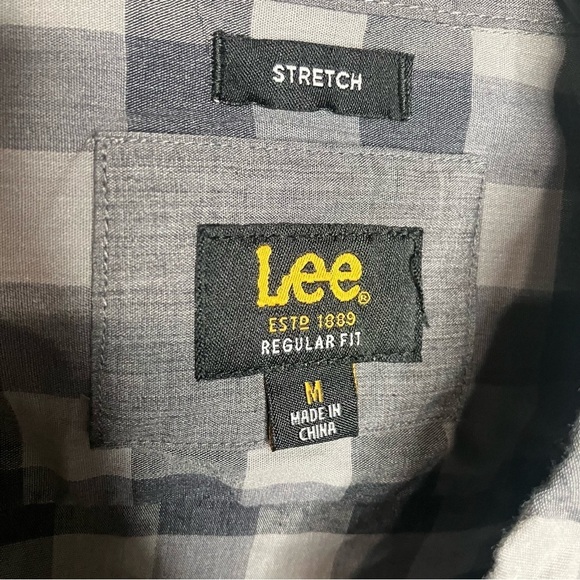 STRETCH
Lee®
ESTD 1889
REGULAR FIT
M
MADE IN
CHINA